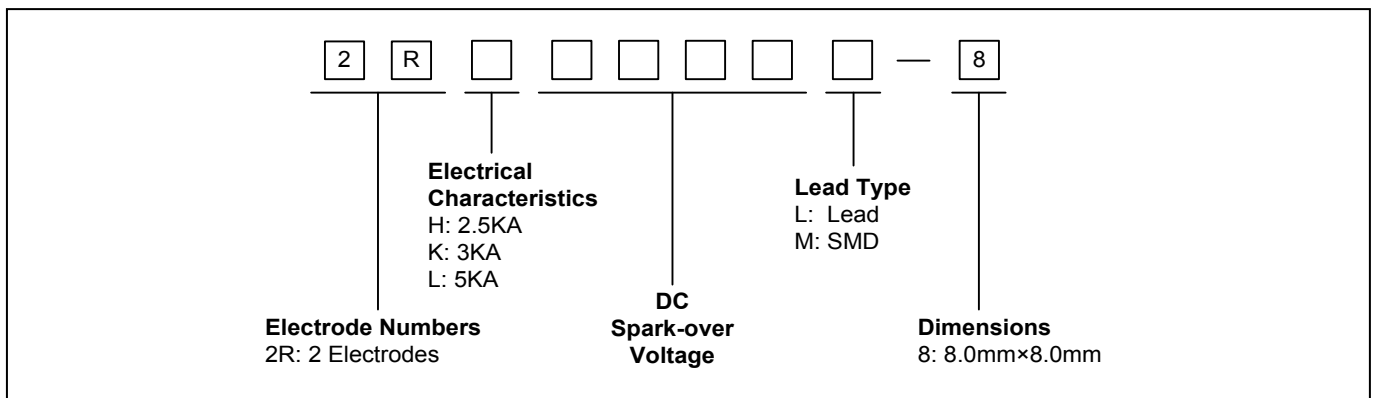 2 R — 8
Electrical
Characteristics
H: 2.5KA
K: 3KA
L: 5KA
Lead Type
L: Lead
M: SMD
DC
Spark-over
Voltage
Electrode Numbers
2R: 2 Electrodes
Dimensions
8: 8.0mm×8.0mm